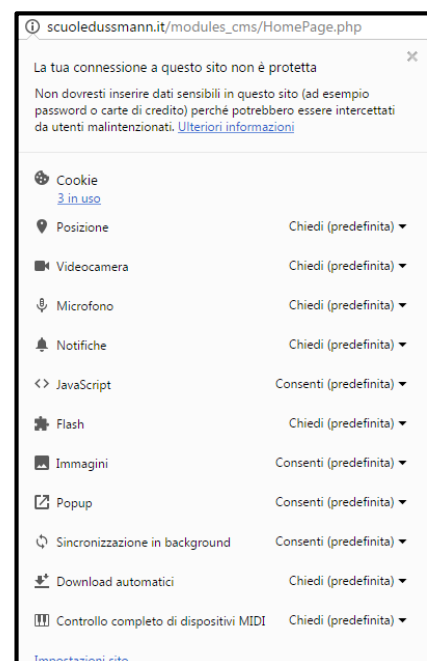 scuoledussmann.it/modules_cms/HomePage.php
La tua connessione a questo sito non è protetta
Non dovresti inserire dati sensibili in questo sito (ad esempio
password o carte di credito) perché potrebbero essere intercettati
da utenti malintenzionati. Ulteriori informazioni
Cookie
3 in uso
Posizione Chiedi (predefinita)
Videocamera Chiedi (predefinita)
Microfono Chiedi (predefinita)
Notifiche Chiedi (predefinita)
JavaScript Consenti (predefinita)
Flash Chiedi (predefinita)
Immagini Consenti (predefinita)
Popup Consenti (predefinita)
Sincronizzazione in background Consenti (predefinita)
Download automatici Chiedi (predefinita)
Controllo completo di dispositivi MIDI Chiedi (predefinita)
Impostazioni sito